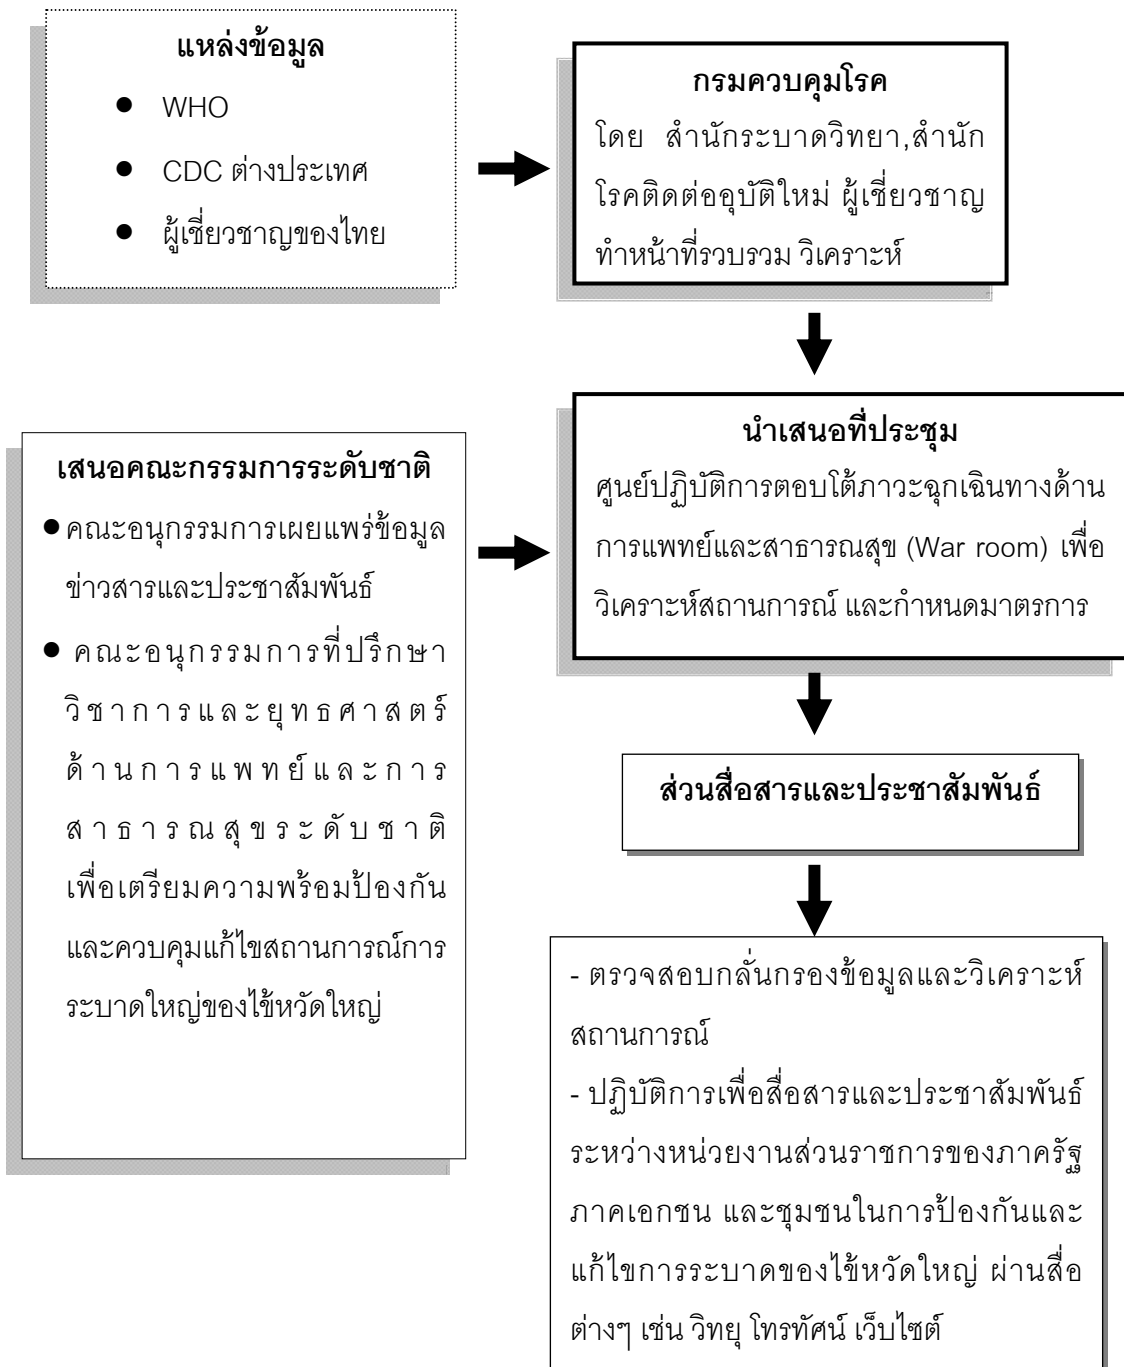 แหล่งข้อมูล
● WHO
● CDC ต่างประเทศ
● ผู้เชี่ยวชาญของไทย
กรมควบคุมโรค
โดย สำนักระบาดวิทยา,สำนัก
โรคติดต่ออุบัติใหม่ ผู้เชี่ยวชาญ
ทำหน้าที่รวบรวม วิเคราะห์
เสนอคณะกรรมการระดับชาติ
● คณะอนุกรรมการเผยแพร่ข้อมูล
ข่าวสารและประชาสัมพันธ์
● คณะอนุกรรมการที่ปรึกษา
วิชาการและยุทธศาสตร์
ด้านการแพทย์และการ
สาธารณสุขระดับชาติ
เพื่อเตรียมความพร้อมป้องกัน
และควบคุมแก้ไขสถานการณ์การ
ระบาดใหญ่ของไข้หวัดใหญ่
นำเสนอที่ประชุม
ศูนย์ปฏิบัติการตอบโต้ภาวะฉุกเฉินทางด้าน
การแพทย์และสาธารณสุข (War room) เพื่อ
วิเคราะห์สถานการณ์ และกำหนดมาตรการ
ส่วนสื่อสารและประชาสัมพันธ์
- ตรวจสอบกลั่นกรองข้อมูลและวิเคราะห์
สถานการณ์
- ปฏิบัติการเพื่อสื่อสารและประชาสัมพันธ์
ระหว่างหน่วยงานส่วนราชการของภาครัฐ
ภาคเอกชน และชุมชนในการป้องกันและ
แก้ไขการระบาดของไข้หวัดใหญ่ ผ่านสื่อ
ต่างๆ เช่น วิทยุ โทรทัศน์ เว็บไซต์